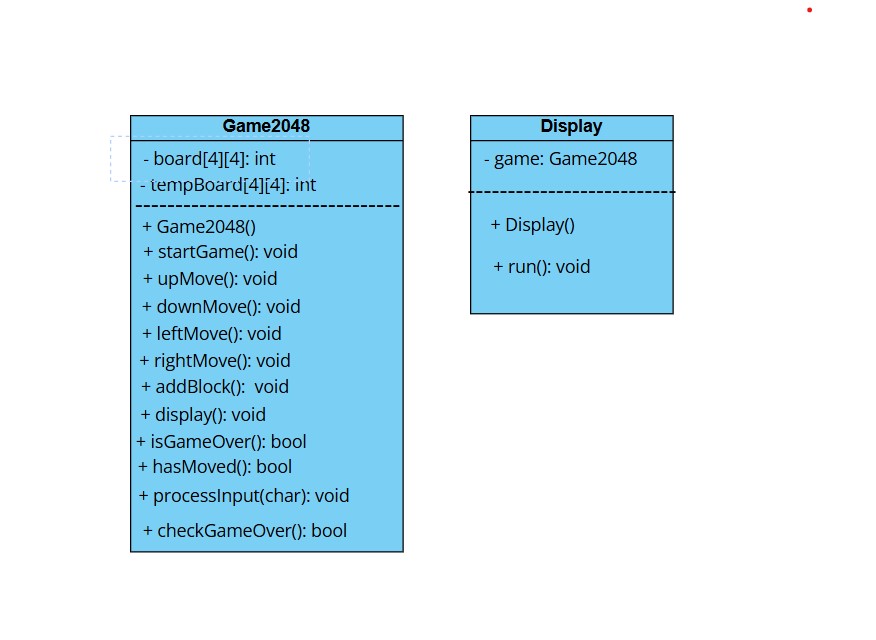 Game2048
- board[4][4]: int
- tempBoard[4][4]: int
+ Game2048()
+ startGame(): void
+ upMove(): void
+ downMove(): void
+ leftMove(): void
+ rightMove(): void
+ addBlock():  void
+ display(): void
+ isGameOver(): bool
+ hasMoved(): bool
+ processInput(char): void
+ checkGameOver(): bool
Display
- game: Game2048
+ Display()
+ run(): void